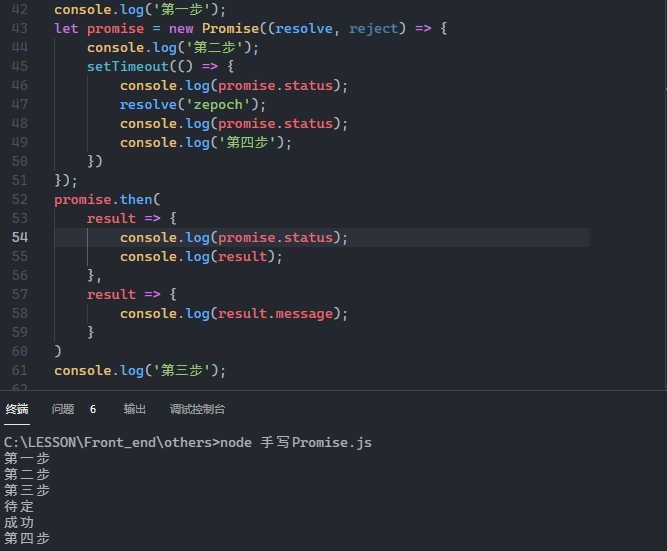 42 console.log('第一步');
43 let promise = new Promise((resolve, reject) => {
44     console.log('第二步');
45     setTimeout(() => {
46         console.log(promise.status);
47         resolve('zepoch');
48         console.log(promise.status);
49         console.log('第四步');
50     })
51 });
52 promise.then(
53     result => {
54         console.log(promise.status);
55         console.log(result);
56     },
57     result => {
58         console.log(result.message);
59     }
60 )
61 console.log('第三步');
62
终端 问题 6 输出 调试控制台
C:\LESSON\Front_end\others>node 手写Promise.js
第一步
第二步
第三步
待定
成功
第四步